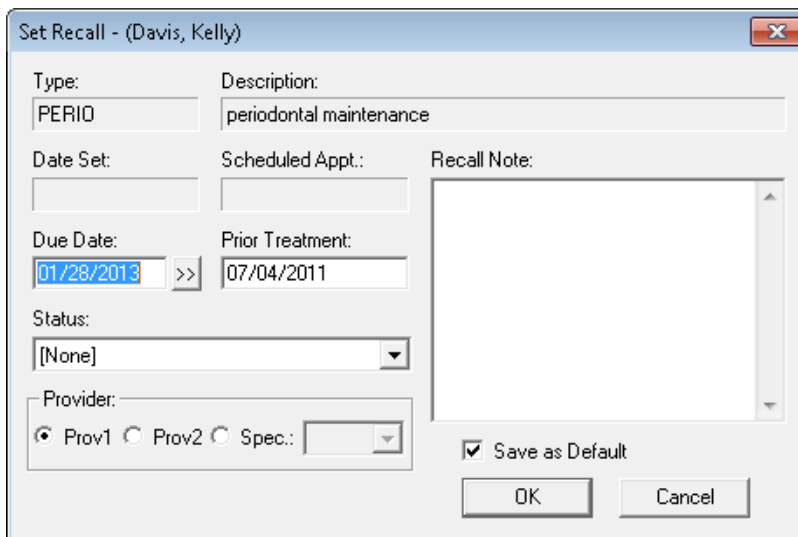 Set Recall - (Davis, Kelly)
Type: Description:
PERIO periodontal maintenance
Date Set: Scheduled Appt.: Recall Note:
Due Date: Prior Treatment:
01/28/2013 >> 07/04/2011
Status:
[None]
Provider:
Prov1 Prov2 Spec.:
Save as Default
OK Cancel